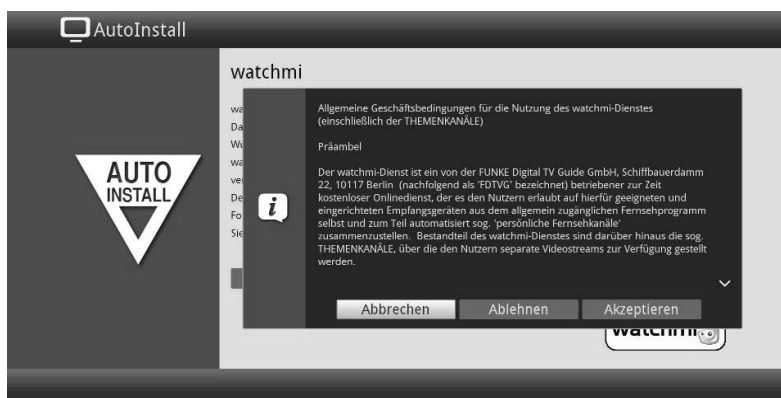 AutoInstall
watchmi
AUTO
INSTALL
Allgemeine Geschäftsbedingungen für die Nutzung des watchmi-Dienstes
(einschließlich der THEMENKANÄLE)
Präambel
Der watchmi-Dienst ist ein von der FUNKE Digital TV Guide GmbH, Schiffbauerdamm
22, 10117 Berlin (nachfolgend als 'FDTVG' bezeichnet) betriebener zur Zeit
kostenloser Onlinedienst, der es den Nutzern erlaubt auf hierfür geeigneten und
eingerichteten Empfangsgeräten aus dem allgemein zugänglichen Fernsehprogramm
selbst und zum Teil automatisiert sog. 'persönliche Fernsehkanäle'
zusammenzustellen. Bestandteil des watchmi-Dienstes sind darüber hinaus die sog.
THEMENKANÄLE, über die den Nutzern separate Videostreams zur Verfügung gestellt
werden.
Abbrechen Ablehnen Akzeptieren
watchmi